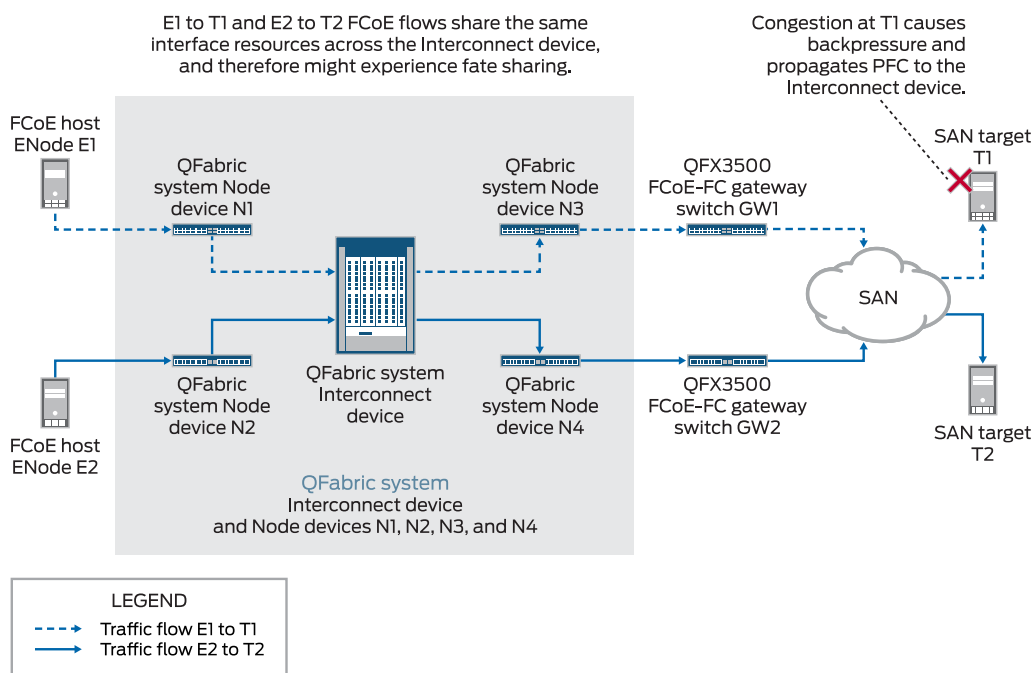 E1 to T1 and E2 to T2 FCoE flows share the same
interface resources across the Interconnect device,
and therefore might experience fate sharing.
Congestion at T1 causes
backpressure and
propagates PFC to the
Interconnect device.
FCoE host
ENode E1
QFabric
system Node
device N1
QFabric
system Node
device N3
QFX3500
FCoE-FC gateway
switch GW1
SAN target
T1
SAN
FCoE host
ENode E2
QFabric
system Node
device N2
QFabric system
Interconnect
device
QFabric
system Node
device N4
QFX3500
FCoE-FC gateway
switch GW2
SAN target
T2
QFabric system
Interconnect device
and Node devices N1, N2, N3, and N4
LEGEND
Traffic flow E1 to T1
Traffic flow E2 to T2